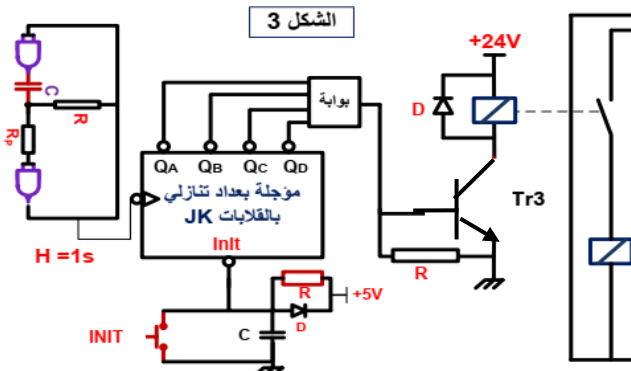 الشكل 3
+24V
C
R
Rp
بوابة
D
QA QB QC QD
مؤجلة بعداد تنازلي
بالقلابات JK
InIt
Tr3
H =1s
R
R
+5V
D
C
INIT